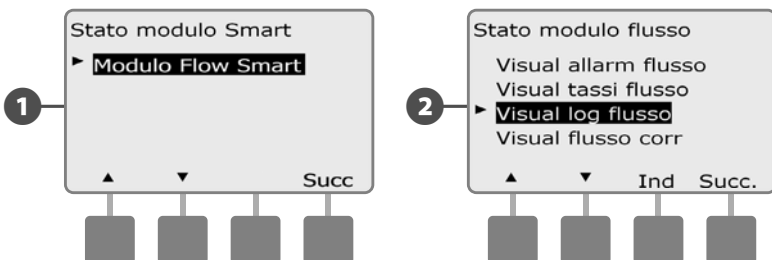 1
Stato modulo Smart
► Modulo Flow Smart
▲ ▼ Succ
2
Stato modulo flusso
Visual allarm flusso
Visual tassi flusso
► Visual log flusso
Visual flusso corr
▲ ▼ Ind Succ.